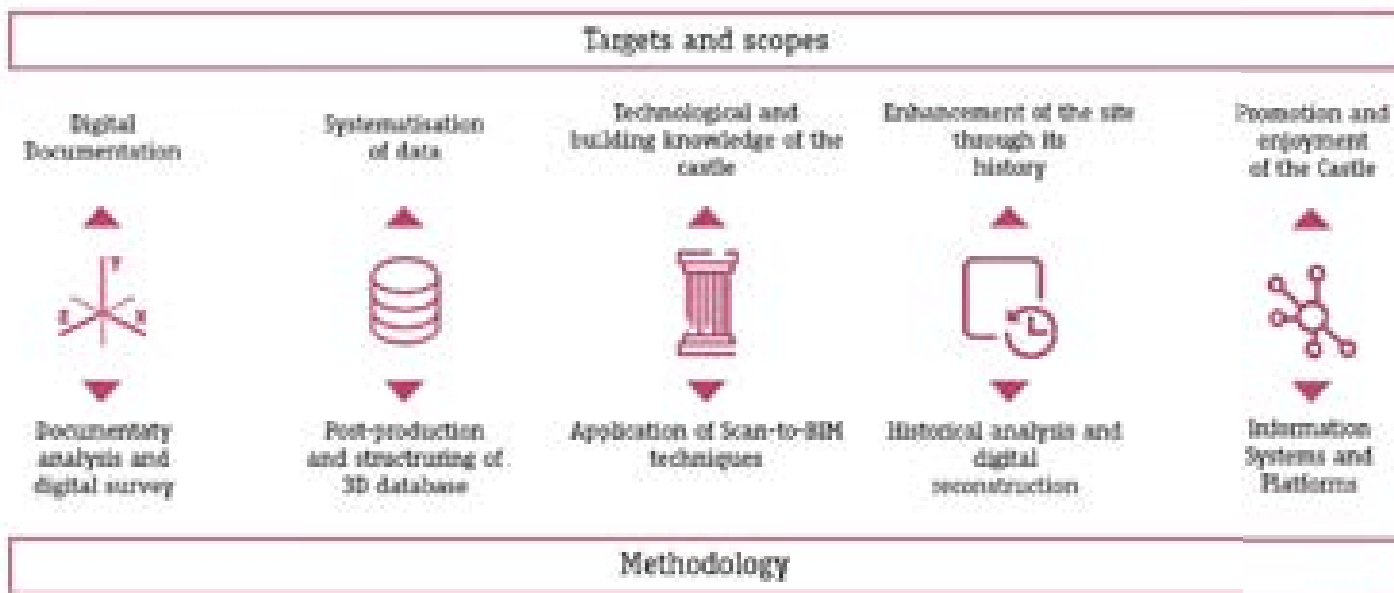 Targets and scopes
Digital
Documentation
Systematisation
of data
Technological and
building knowledge of the
castle
Enhancement of the site
through its
history
Promotion and
enjoyment
of the Castle
Y
Z
X
Documentaty
analysis and
digital survey
Post-production
and structruring of
3D database
Application of Scan-to-BIM
techniques
Historical analysis and
digital
reconstruction
Information
Systems and
Platforms
Methodology